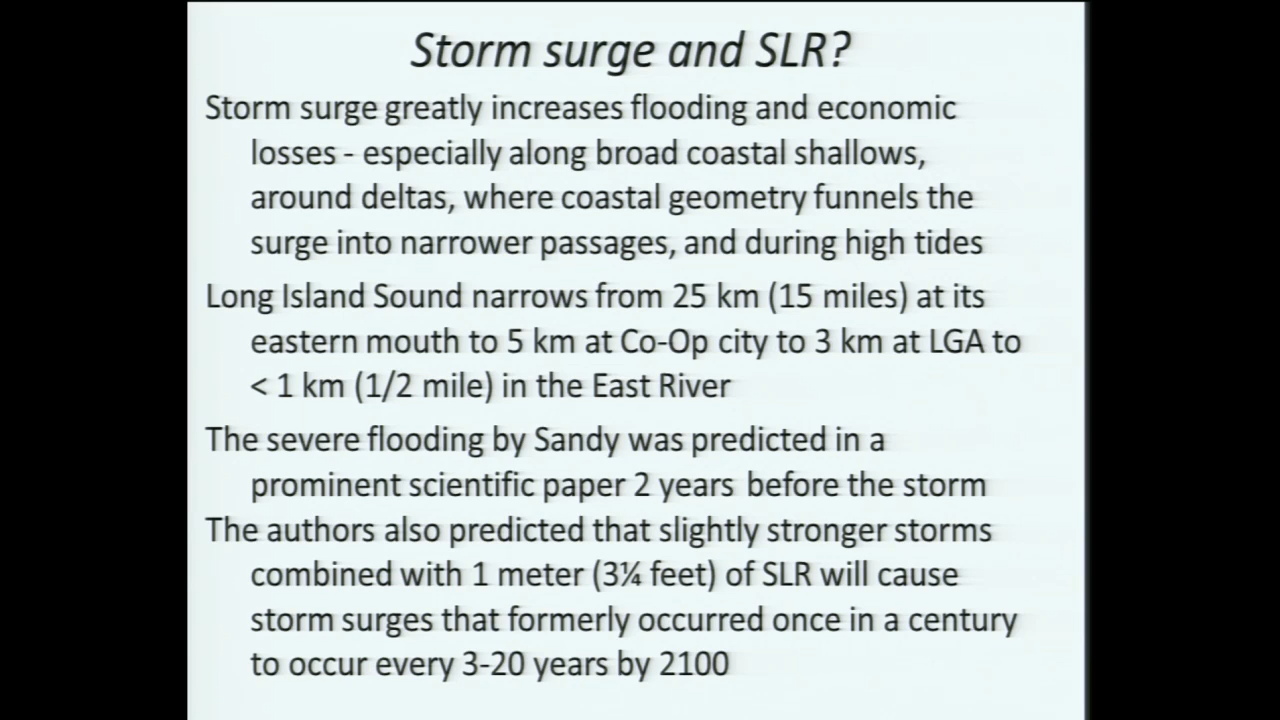 Storm surge and SLR?
Storm surge greatly increases flooding and economic
losses - especially along broad coastal shallows,
around deltas, where coastal geometry funnels the
surge into narrower passages, and during high tides
Long Island Sound narrows from 25 km (15 miles) at its
eastern mouth to 5 km at Co-Op city to 3 km at LGA to
< 1 km (1/2 mile) in the East River
The severe flooding by Sandy was predicted in a
prominent scientific paper 2 years before the storm
The authors also predicted that slightly stronger storms
combined with 1 meter (3¼ feet) of SLR will cause
storm surges that formerly occurred once in a century
to occur every 3-20 years by 2100